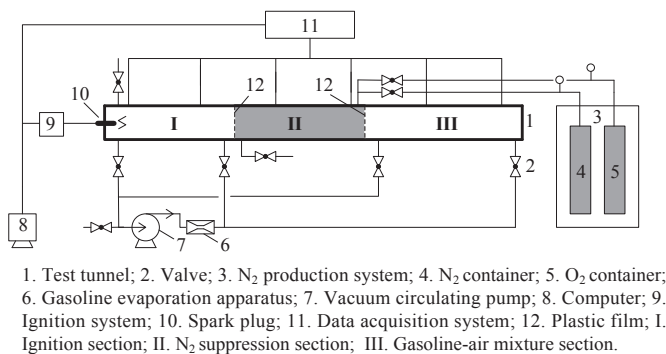 11
12
12
10
I
II
III
1
3
9
2
4
5
8
7
6
1. Test tunnel; 2. Valve; 3. N₂ production system; 4. N₂ container; 5. O₂ container;
6. Gasoline evaporation apparatus; 7. Vacuum circulating pump; 8. Computer; 9.
Ignition system; 10. Spark plug; 11. Data acquisition system; 12. Plastic film; I.
Ignition section; II. N₂ suppression section; III. Gasoline-air mixture section.